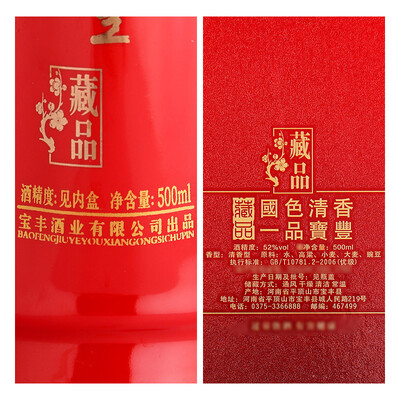 藏品
酒精度:见内盒 净含量:500ml
宝丰酒业有限公司出品
BAOFENGJIUYEYOUXIANGONGSICHUPIN
藏品
藏品
國色清香
一品寶豐
酒精度: 52%vol 净含量: 500ml
香型: 清香型 原料: 水、高粱、小麦、大麦、豌豆
执行标准: GB/T10781.2-2006(优级)
生产日期及批号: 见瓶盖
储藏方式: 通风 干燥 清洁 常温
产地: 河南省平顶山市宝丰县
地址: 河南省平顶山市宝丰县城人民路219号
电话: 0375-3366888 邮编: 467499